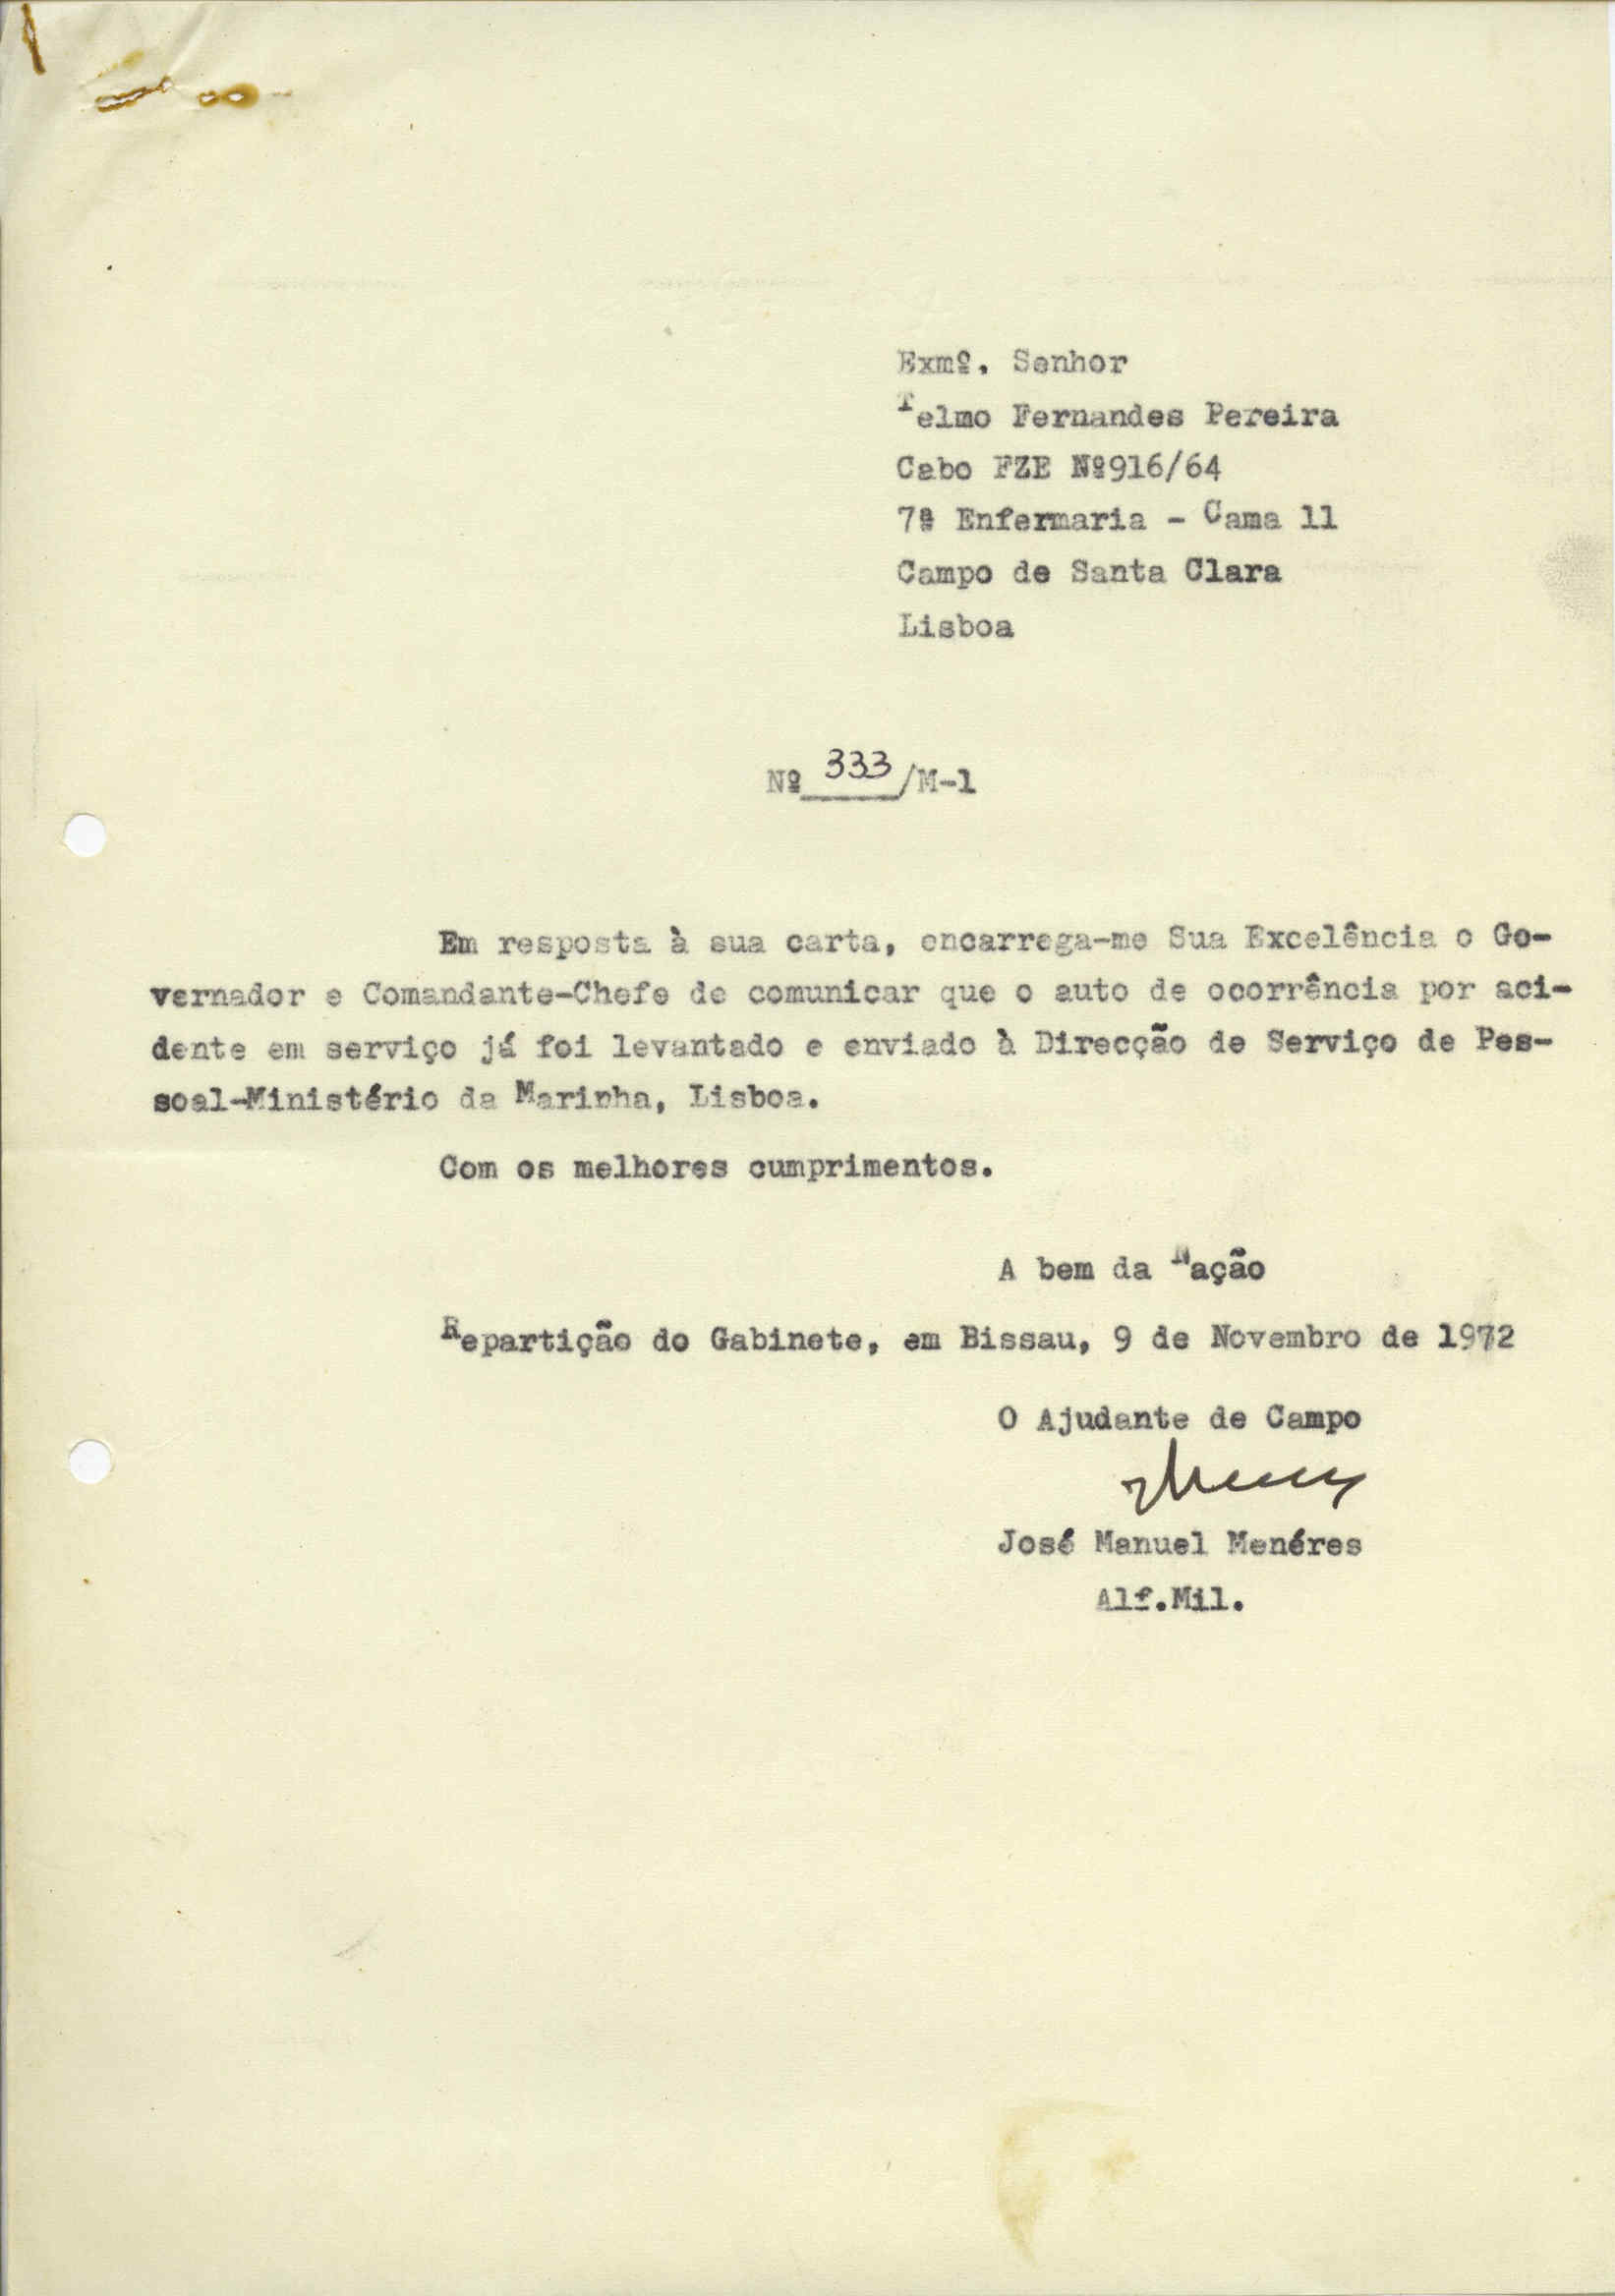 Exmº. Senhor
Telmo Fernandes Pereira
Cabo FZE Nº916/64
7ª Enfermaria - Cama 11
Campo de Santa Clara
Lisboa
Nº 333/M-1
Em resposta à sua carta, encarrega-me Sua Excelência o Go-
vernador e Comandante-Chefe de comunicar que o auto de ocorrência por aci-
dente em serviço já foi levantado e enviado à Direcção de Serviço de Pes-
soal-Ministério da Marinha, Lisboa.
Com os melhores cumprimentos.
A bem da Nação
Repartição do Gabinete, em Bissau, 9 de Novembro de 1972
O Ajudante de Campo
José Manuel Menéres
Alf.Mil.